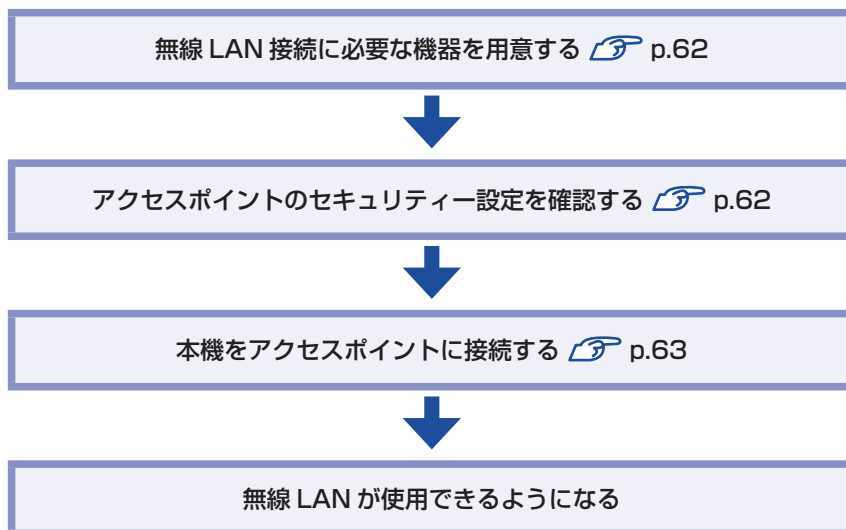 無線 LAN 接続に必要な機器を用意する p.62
アクセスポイントのセキュリティー設定を確認する p.62
本機をアクセスポイントに接続する p.63
無線 LAN が使用できるようになる